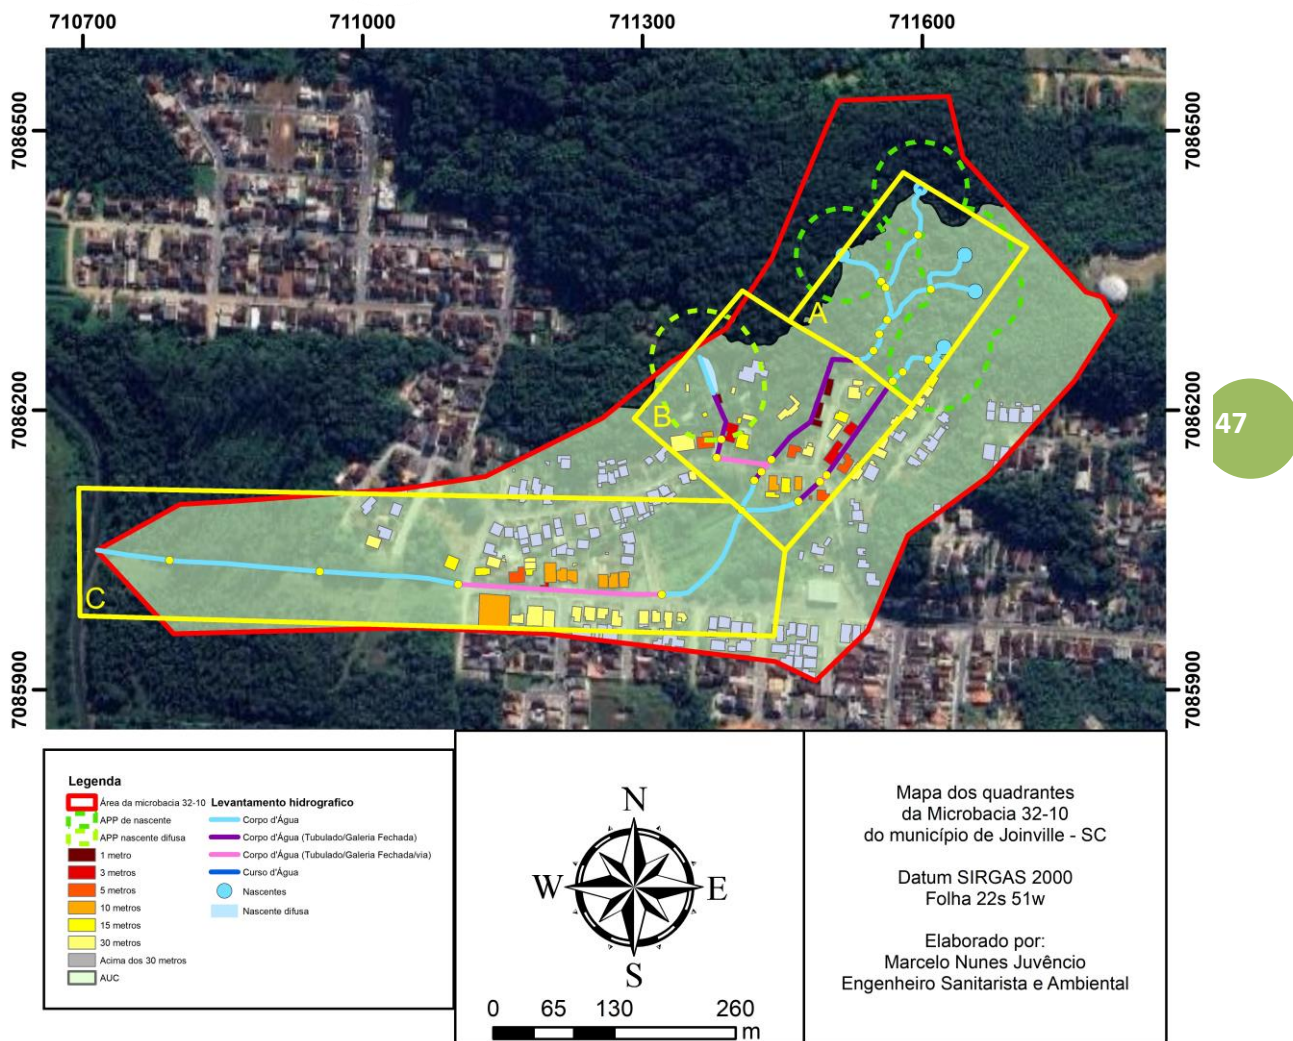 710700
711000
711300
711600
7086500
7086500
A
7086200
7086200
B
47
C
7085900
7085900
Legenda
Área da microbacia 32-10
APP de nascente
APP nascente difusa
1 metro
3 metros
5 metros
10 metros
15 metros
30 metros
Acima dos 30 metros
AUC
Levantamento hidrografico
Corpo d'Água
Corpo d'Água (Tubulado/Galeria Fechada)
Corpo d'Água (Tubulado/Galeria Fechada/via)
Curso d'Água
Nascentes
Nascente difusa
N
W
E
S
0 65 130 260
m
Mapa dos quadrantes
da Microbacia 32-10
do município de Joinville - SC
Datum SIRGAS 2000
Folha 22s 51w
Elaborado por:
Marcelo Nunes Juvêncio
Engenheiro Sanitarista e Ambiental